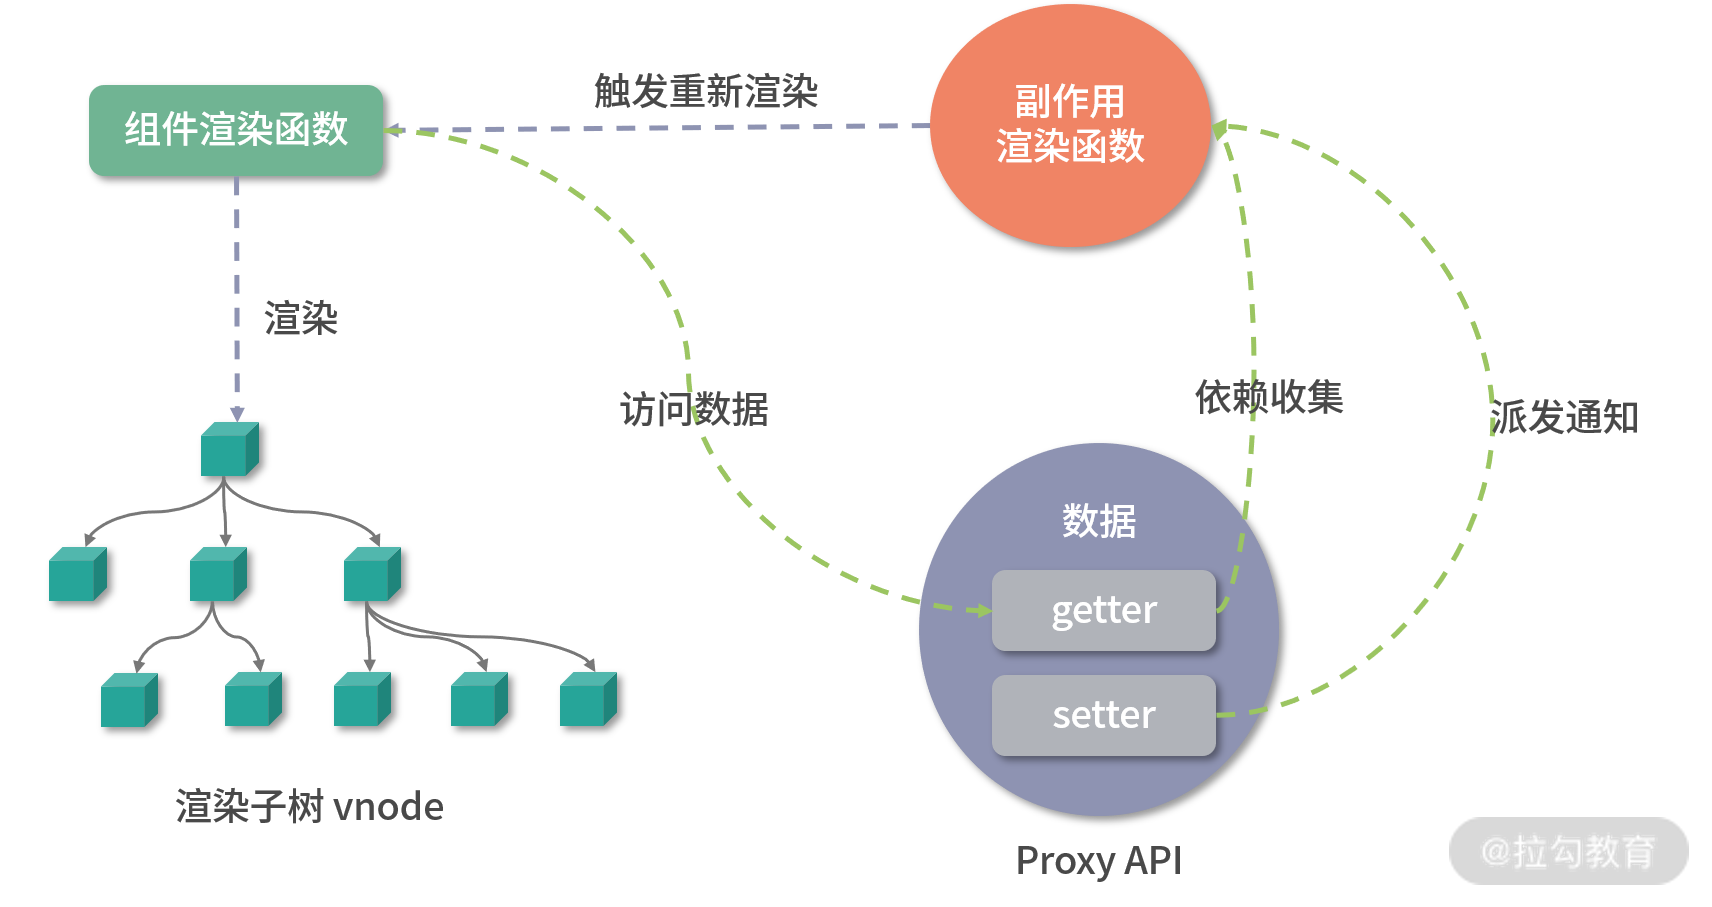 触发重新渲染
组件渲染函数
副作用
渲染函数
渲染
访问数据
依赖收集
派发通知
数据
getter
setter
渲染子树 vnode
Proxy API
@拉勾教育